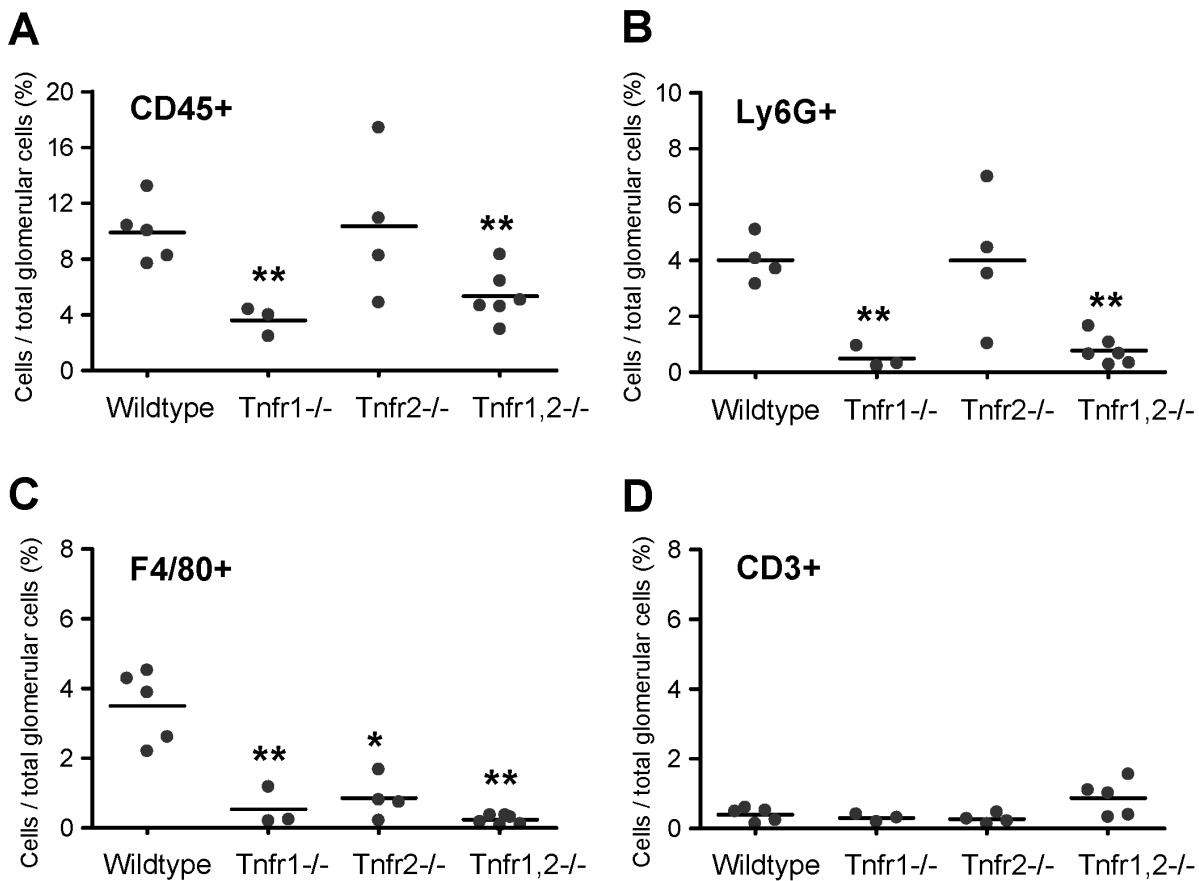 A
Cells / total glomerular cells (%)
CD45+
20
16
12
8
4
0
**
**
Wildtype Tnfr1-/- Tnfr2-/- Tnfr1,2-/-
B
Cells / total glomerular cells (%)
Ly6G+
10
8
6
4
2
0
**
**
Wildtype Tnfr1-/- Tnfr2-/- Tnfr1,2-/-
C
Cells / total glomerular cells (%)
F4/80+
8
6
4
2
0
**
*
**
Wildtype Tnfr1-/- Tnfr2-/- Tnfr1,2-/-
D
Cells / total glomerular cells (%)
CD3+
8
6
4
2
0
Wildtype Tnfr1-/- Tnfr2-/- Tnfr1,2-/-